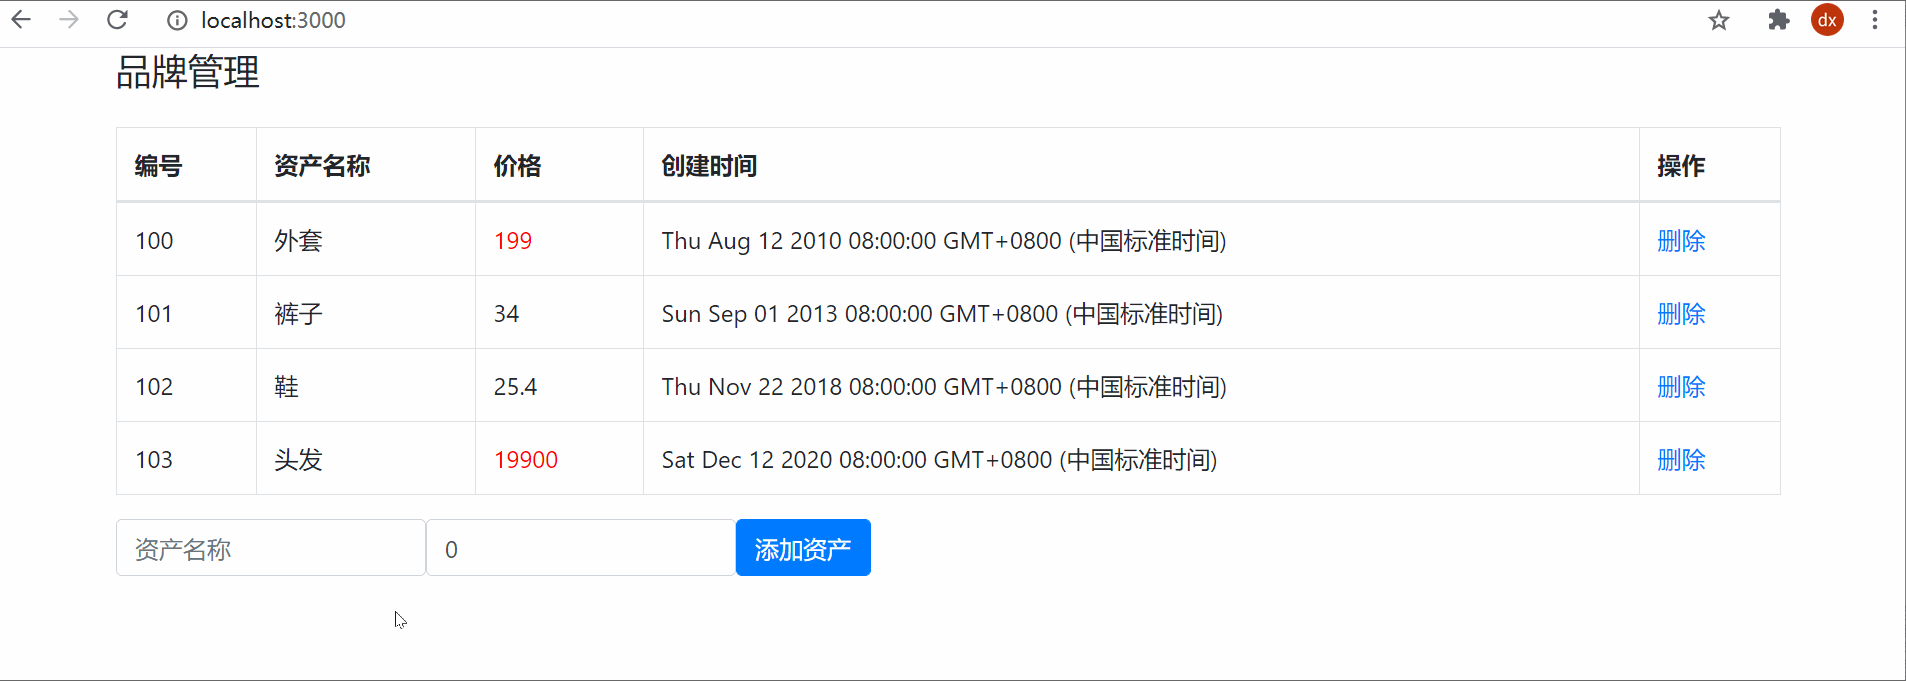 localhost:3000
dx
品牌管理
编号 资产名称 价格 创建时间 操作
100 外套 199 Thu Aug 12 2010 08:00:00 GMT+0800 (中国标准时间) 删除
101 裤子 34 Sun Sep 01 2013 08:00:00 GMT+0800 (中国标准时间) 删除
102 鞋 25.4 Thu Nov 22 2018 08:00:00 GMT+0800 (中国标准时间) 删除
103 头发 19900 Sat Dec 12 2020 08:00:00 GMT+0800 (中国标准时间) 删除
资产名称 0 添加资产